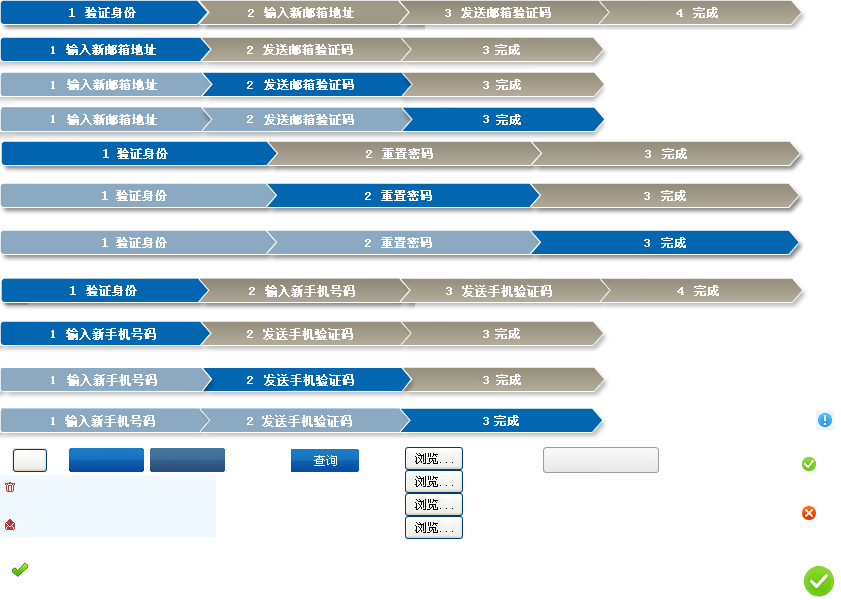 1 验证身份 2 输入新邮箱地址 3 发送邮箱验证码 4 完成
1 输入新邮箱地址 2 发送邮箱验证码 3 完成
1 输入新邮箱地址 2 发送邮箱验证码 3 完成
1 输入新邮箱地址 2 发送邮箱验证码 3 完成
1 验证身份 2 重置密码 3 完成
1 验证身份 2 重置密码 3 完成
1 验证身份 2 重置密码 3 完成
1 验证身份 2 输入新手机号码 3 发送手机验证码 4 完成
1 输入新手机号码 2 发送手机验证码 3 完成
1 输入新手机号码 2 发送手机验证码 3 完成
1 输入新手机号码 2 发送手机验证码 3 完成
查询 浏览...
浏览...
浏览...
浏览...